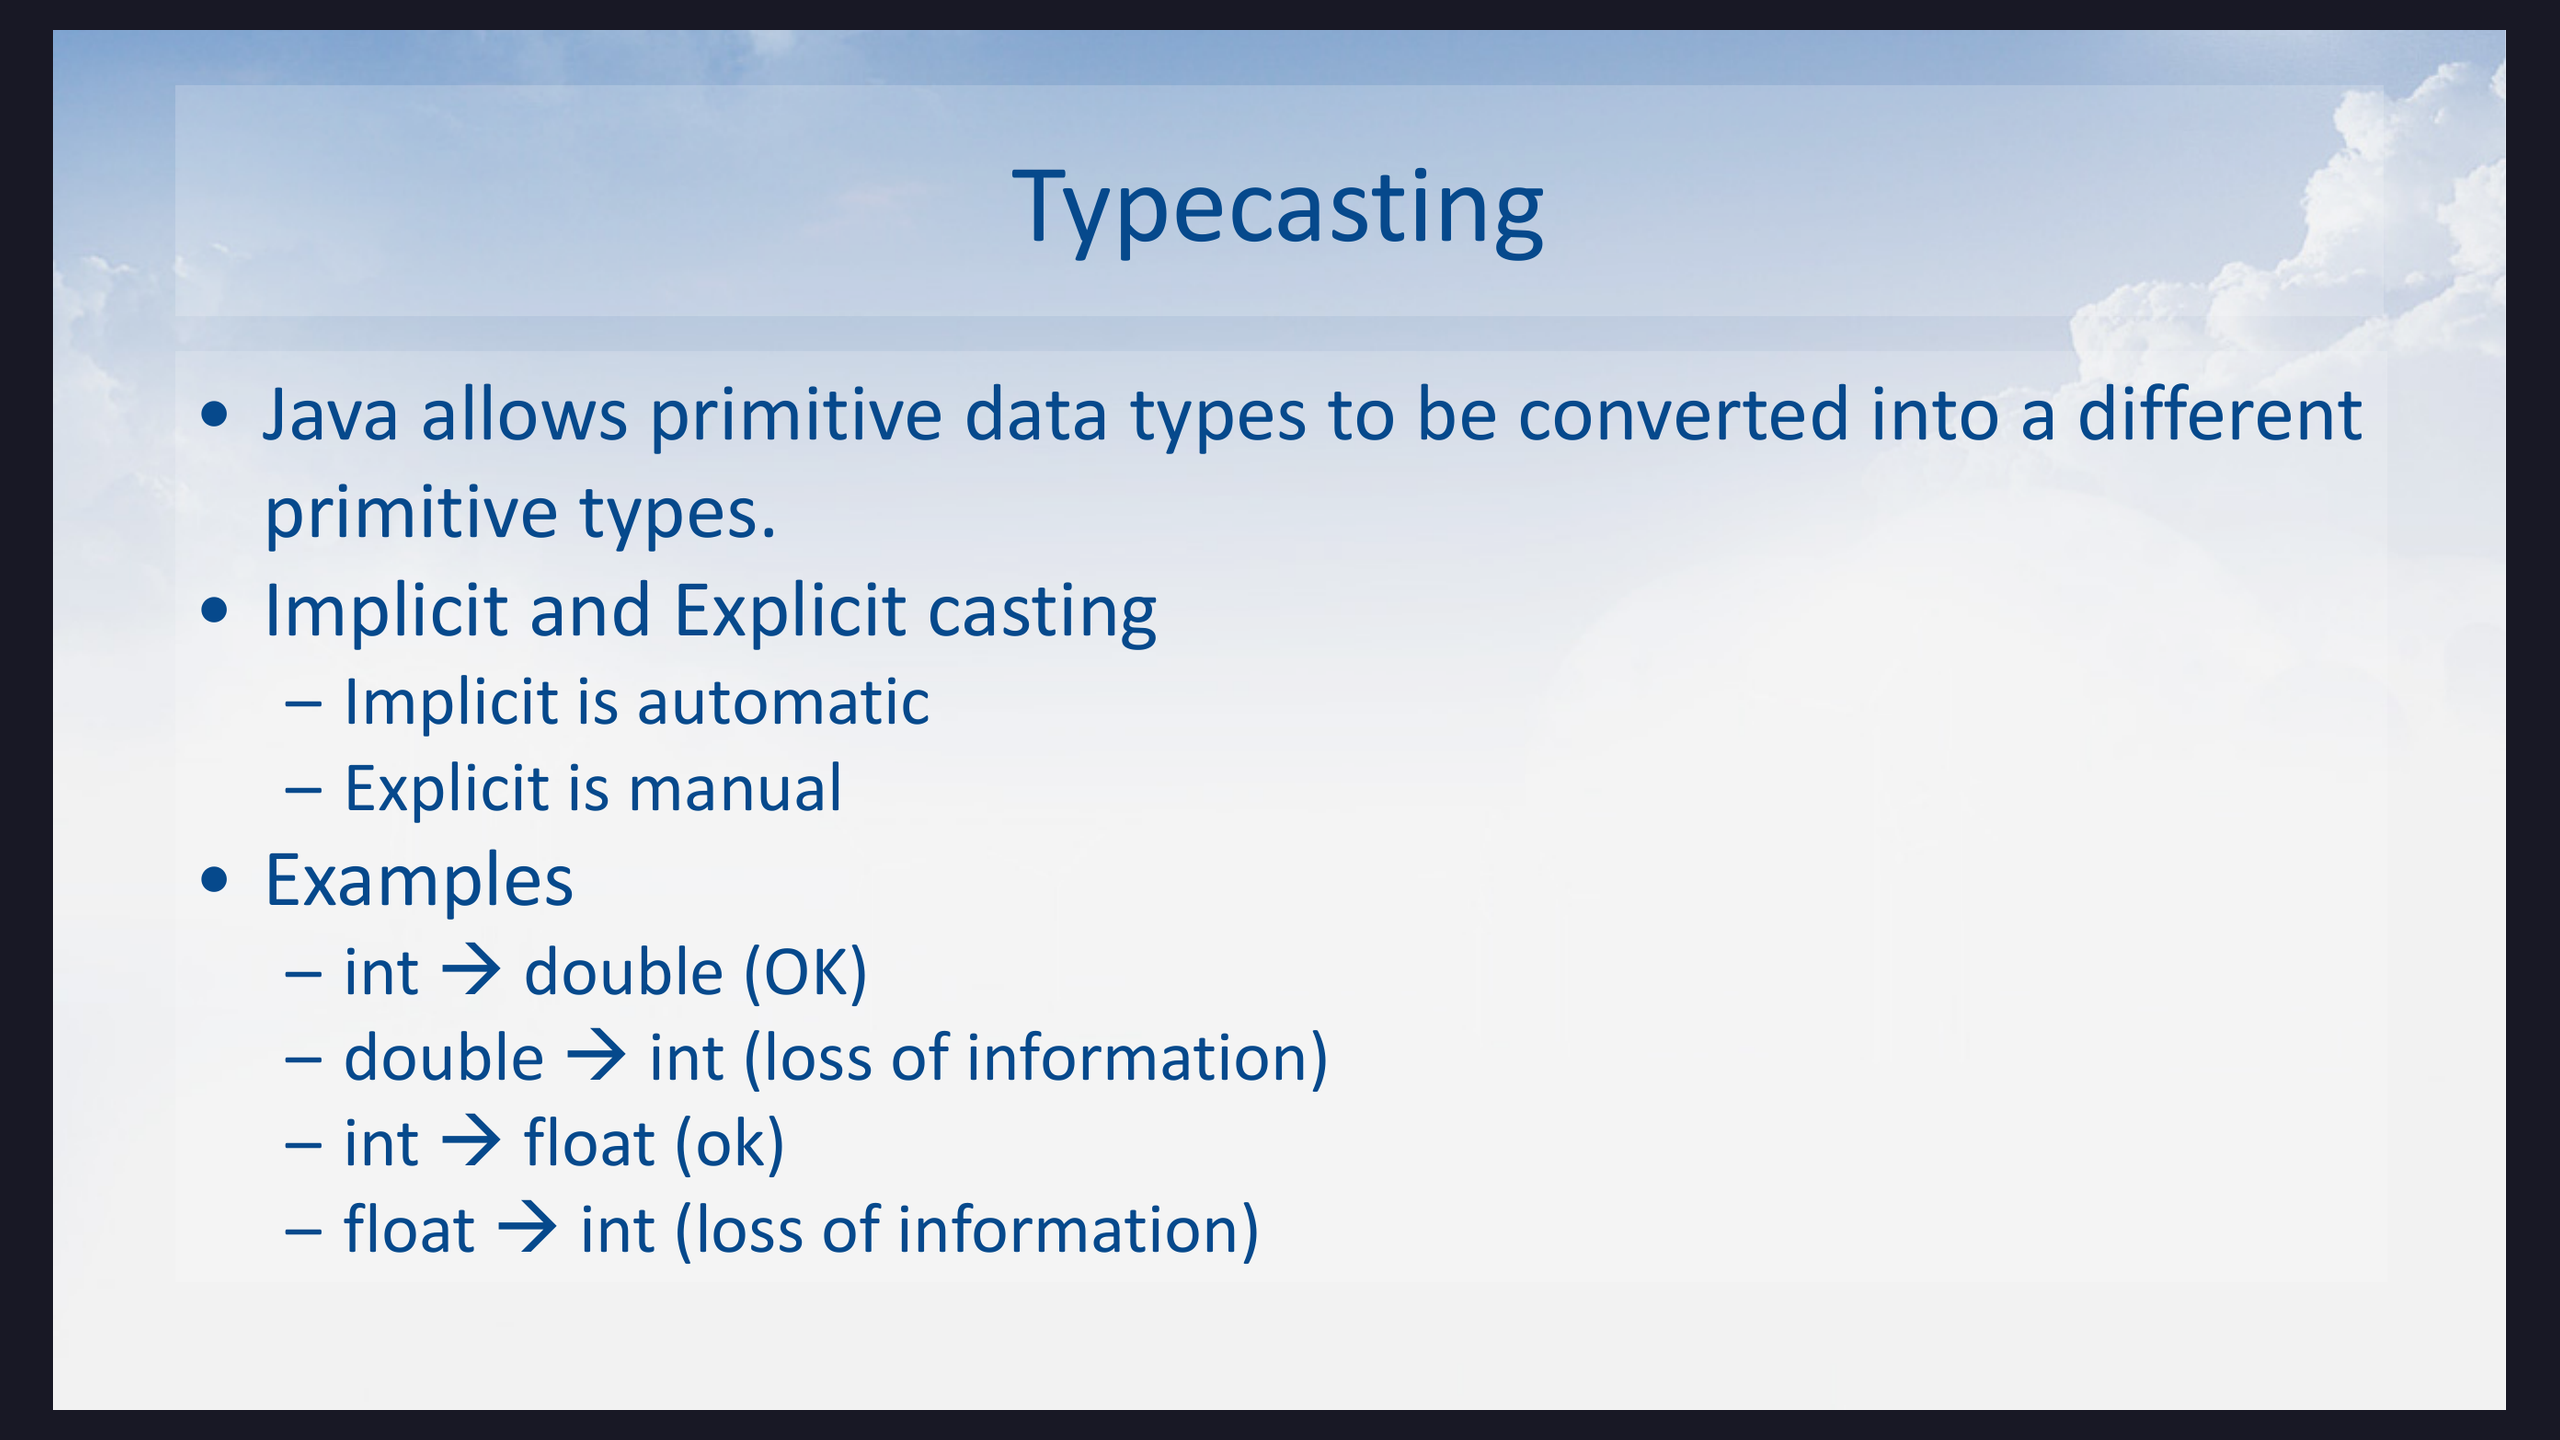 Typecasting
• Java allows primitive data types to be converted into a different
primitive types.
• Implicit and Explicit casting
– Implicit is automatic
– Explicit is manual
• Examples
– int → double (OK)
– double → int (loss of information)
– int → float (ok)
– float → int (loss of information)